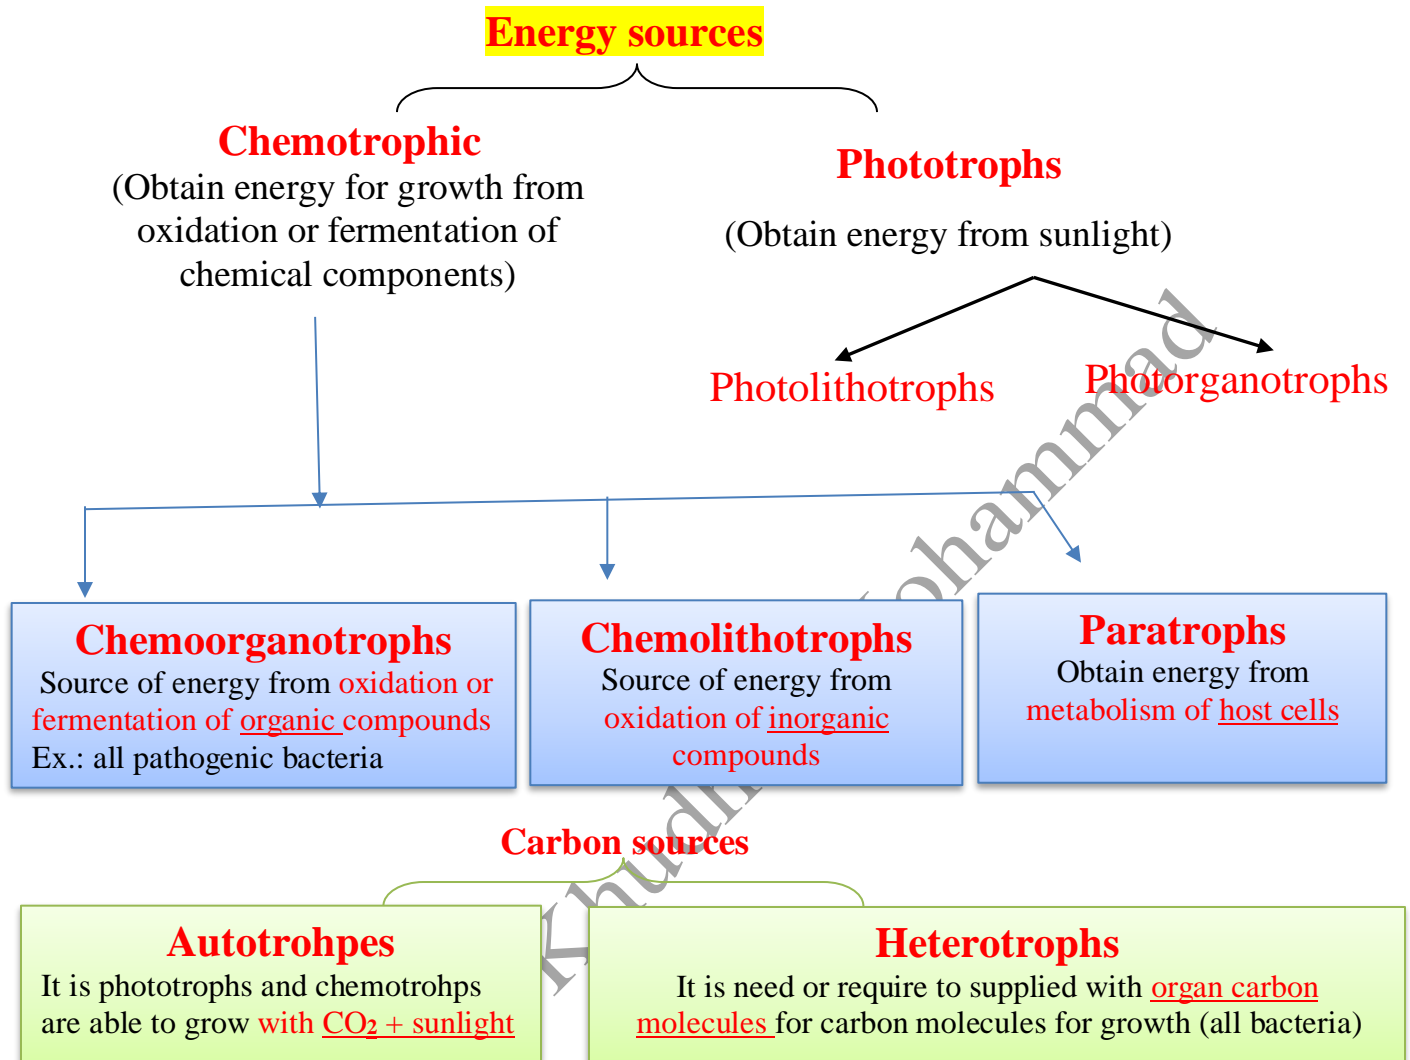 Energy sources
Chemotrophic
(Obtain energy for growth from
oxidation or fermentation of
chemical components)
Phototrophs
(Obtain energy from sunlight)
Photolithotrophs
Photorganotrophs
Chemoorganotrophs
Source of energy from oxidation or
fermentation of organic compounds
Ex.: all pathogenic bacteria
Chemolithotrophs
Source of energy from
oxidation of inorganic
compounds
Paratrophs
Obtain energy from
metabolism of host cells
Carbon sources
Autotrohpes
It is phototrophs and chemotrohps
are able to grow with CO₂ + sunlight
Heterotrophs
It is need or require to supplied with organ carbon
molecules for carbon molecules for growth (all bacteria)